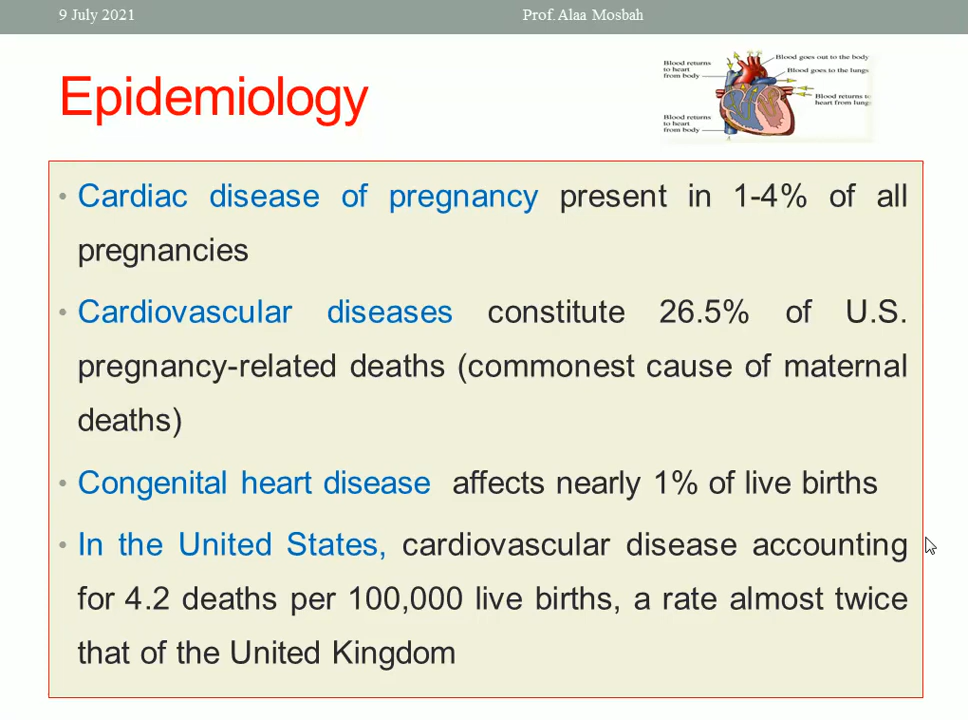 9 July 2021
Prof. Alaa Mosbah
Epidemiology
Blood returns
to heart
from body
Blood goes out to the body
Blood goes to the lungs
Blood returns to
heart from lungs
Blood returns
to heart
from body
• Cardiac disease of pregnancy present in 1-4% of all
pregnancies
• Cardiovascular diseases constitute 26.5% of U.S.
pregnancy-related deaths (commonest cause of maternal
deaths)
• Congenital heart disease affects nearly 1% of live births
• In the United States, cardiovascular disease accounting
for 4.2 deaths per 100,000 live births, a rate almost twice
that of the United Kingdom